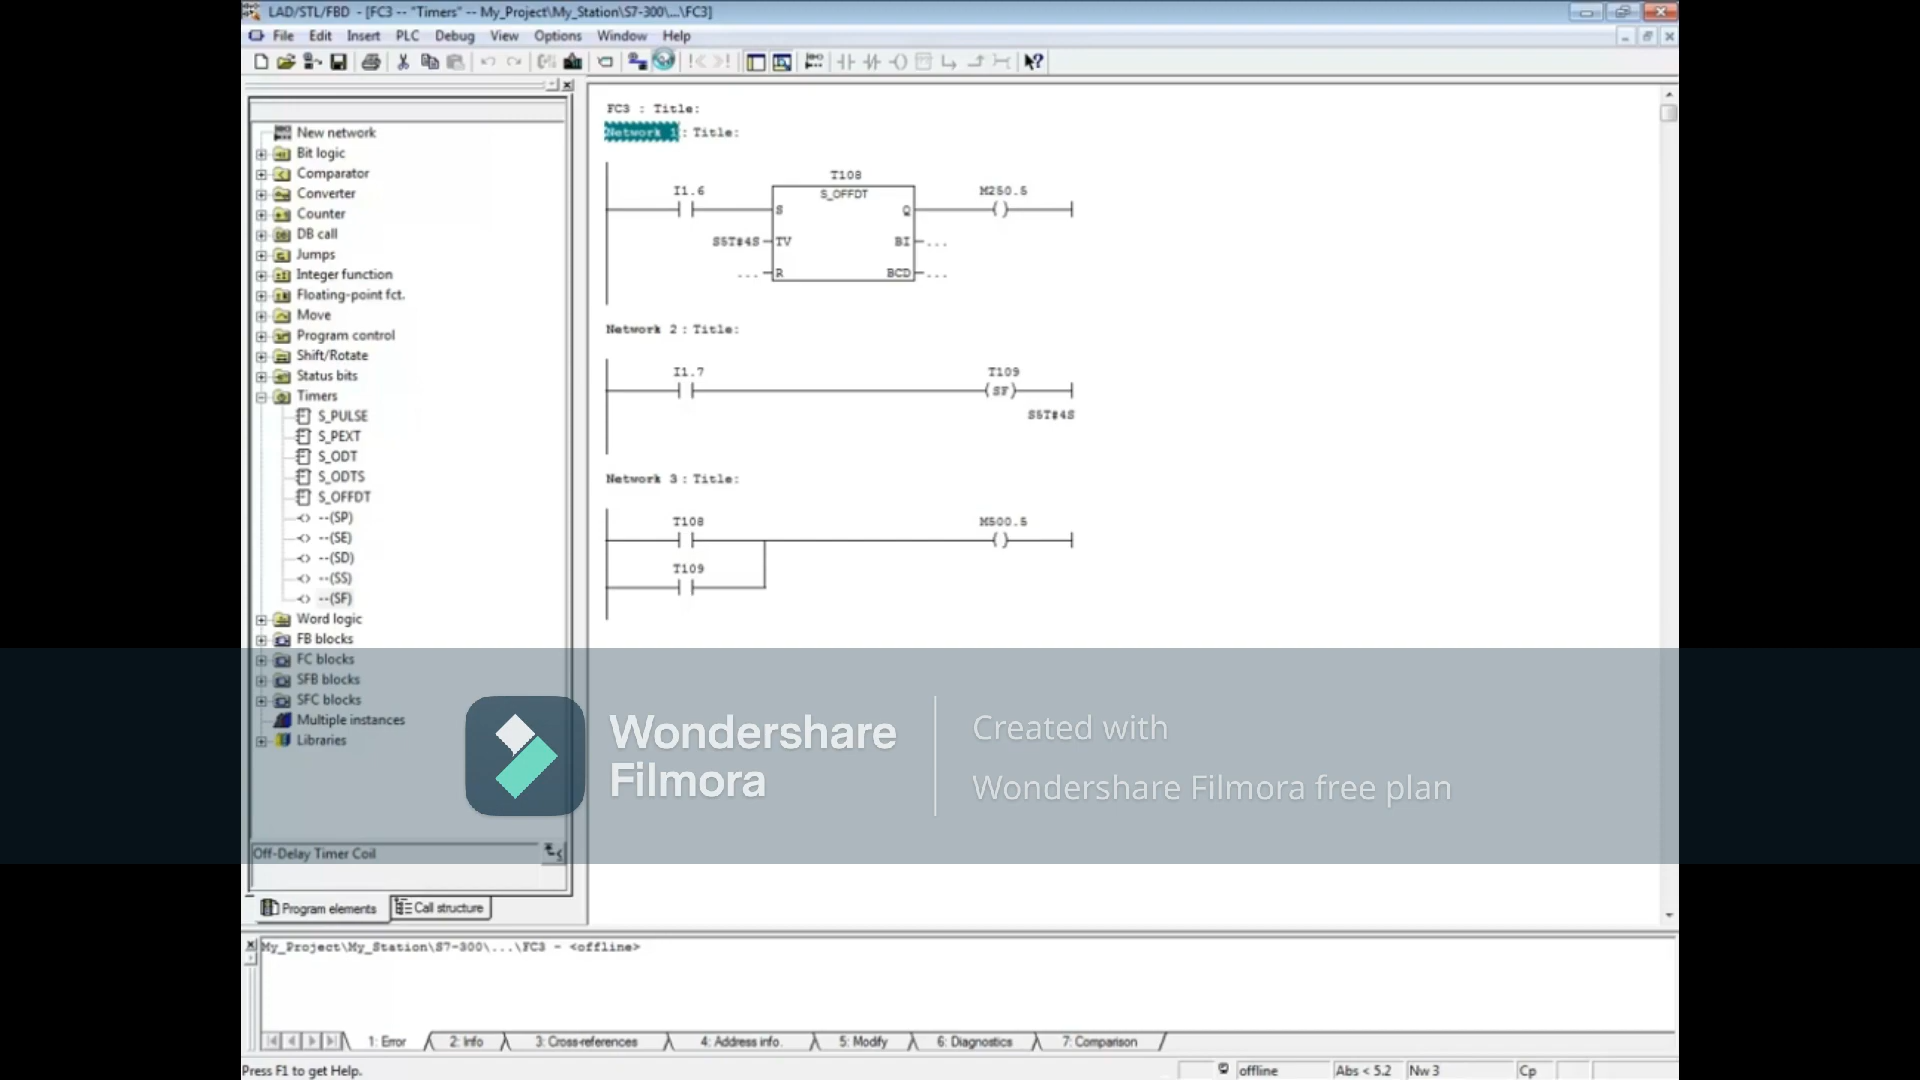 LAD/STL/FBD - [FC3 -- "Timers" -- My_Project\My_Station\S7-300\...\FC3]
File Edit Insert PLC Debug View Options Window Help
New network
Bit logic
Comparator
Converter
Counter
DB call
Jumps
Integer function
Floating-point fct.
Move
Program control
Shift/Rotate
Status bits
Timers
S_PULSE
S_PEXT
S_ODT
S_ODTS
S_OFFDT
--(SP)
--(SE)
--(SD)
--(SS)
--(SF)
Word logic
FB blocks
FC blocks
SFB blocks
SFC blocks
Multiple instances
Libraries
Off-Delay Timer Coil
Program elements
Call structure
FC3 : Title:
Network 1: Title:
T108
I1.6
S_OFFDT
M250.5
S
Q
S5T#4S
TV
BI
...
...
R
BCD
...
Network 2: Title:
I1.7
T109
SF
S5T#4S
Network 3: Title:
T108
M500.5
T109
Wondershare
Filmora
Created with
Wondershare Filmora free plan
My_Project\My_Station\S7-300\...\FC3 - <offline>
1: Error
2: Info
3: Cross-references
4: Address info.
5: Modify
6: Diagnostics
7: Comparison
Press F1 to get Help.
offline
Abs < 5.2
Nw 3
Cp